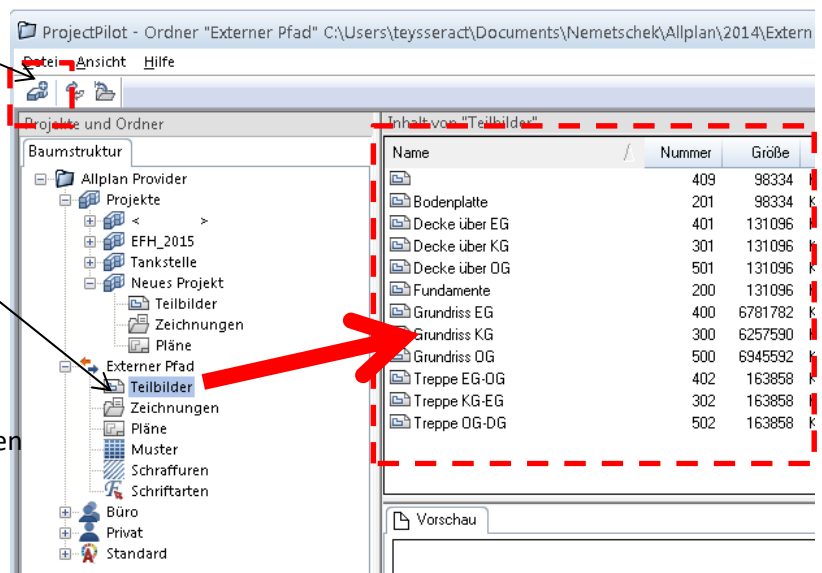 ProjectPilot - Ordner "Externer Pfad" C:\Users\teysseract\Documents\Nemetschek\Allplan\2014\Extern
Datei Ansicht Hilfe
Projekte und Ordner
Baumstruktur
Allplan Provider
Projekte
< >
EFH_2015
Tankstelle
Neues Projekt
Teilbilder
Zeichnungen
Pläne
Externer Pfad
Teilbilder
Zeichnungen
Pläne
Muster
Schraffuren
Schriftarten
Büro
Privat
Standard
en
Inhalt von "Teilbilder"
Name Nummer Größe
409 98334 K
Bodenplatte 201 98334 K
Decke über EG 401 131096 K
Decke über KG 301 131096 K
Decke über OG 501 131096 K
Fundamente 200 131096 K
Grundriss EG 400 6781782 K
Grundriss KG 300 6257590 K
Grundriss OG 500 6945592 K
Treppe EG-OG 402 163858 K
Treppe KG-EG 302 163858 K
Treppe OG-DG 502 163858 K
Vorschau